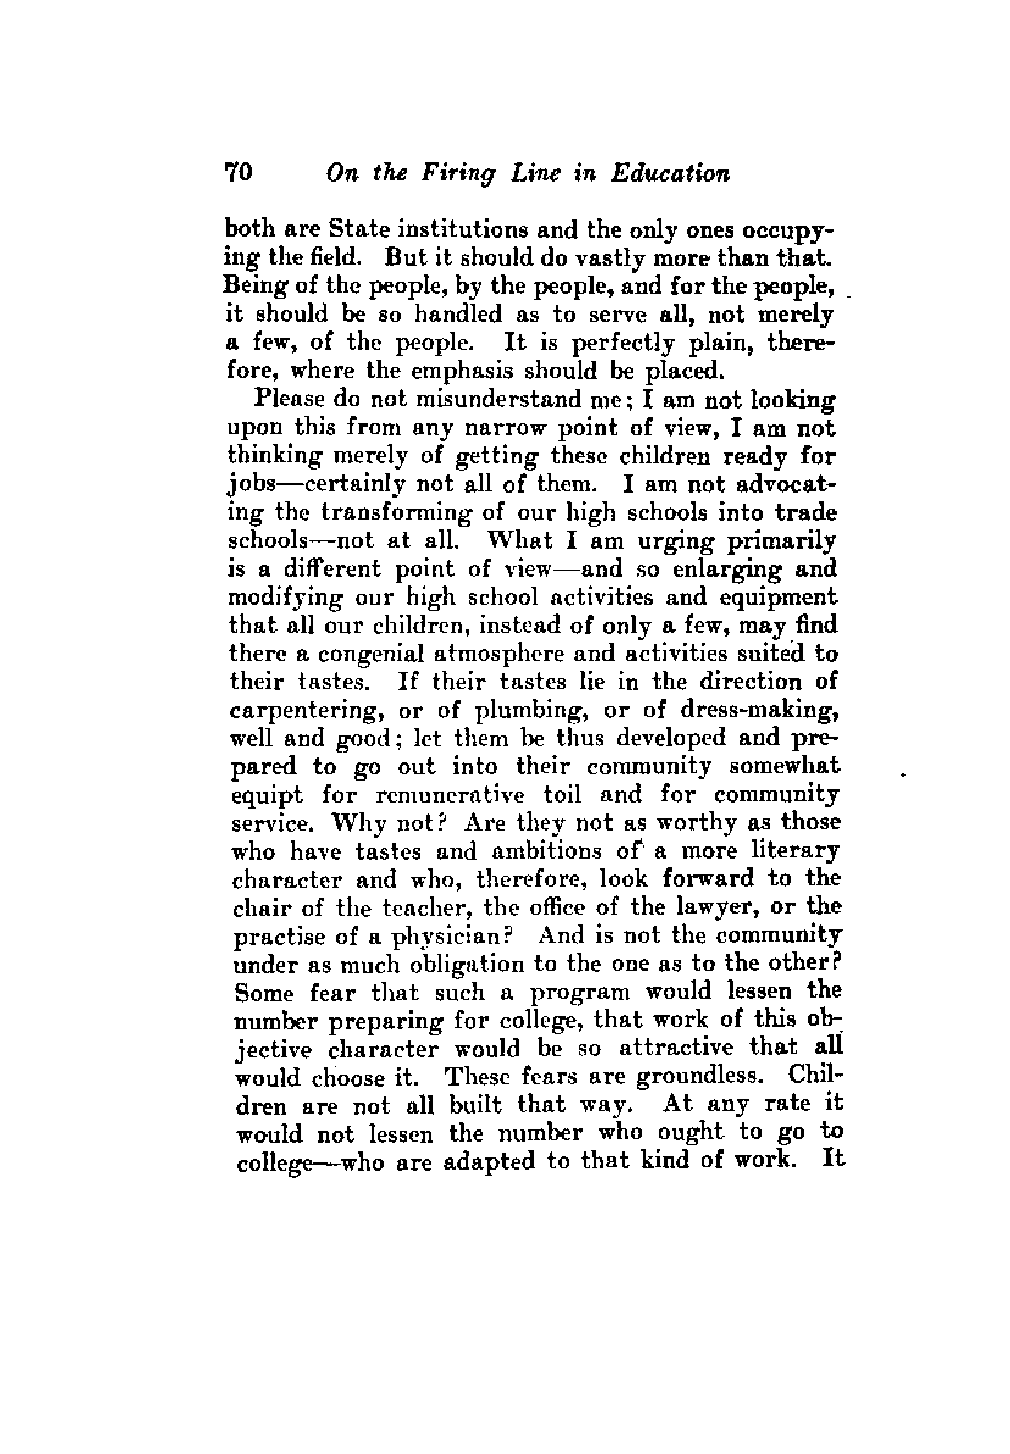 70 On the Firing Line in Education
both are State institutions and the only ones occupy-
ing the field. But it should do vastly more than that.
Being of the people, by the people, and for the people,
it should be so handled as to serve all, not merely
a few, of the people. It is perfectly plain, there-
fore, where the emphasis should be placed.
Please do not misunderstand me; I am not looking
upon this from any narrow point of view, I am not
thinking merely of getting these children ready for
jobs—certainly not all of them. I am not advocat-
ing the transforming of our high schools into trade
schools—not at all. What I am urging primarily
is a different point of view—and so enlarging and
modifying our high school activities and equipment
that all our children, instead of only a few, may find
there a congenial atmosphere and activities suited to
their tastes. If their tastes lie in the direction of
carpentering, or of plumbing, or of dress-making,
well and good; let them be thus developed and pre-
pared to go out into their community somewhat
equipt for remunerative toil and for community
service. Why not? Are they not as worthy as those
who have tastes and ambitions of a more literary
character and who, therefore, look forward to the
chair of the teacher, the office of the lawyer, or the
practise of a physician? And is not the community
under as much obligation to the one as to the other?
Some fear that such a program would lessen the
number preparing for college, that work of this ob-
jective character would be so attractive that all
would choose it. These fears are groundless. Chil-
dren are not all built that way. At any rate it
would not lessen the number who ought to go to
college—who are adapted to that kind of work. It